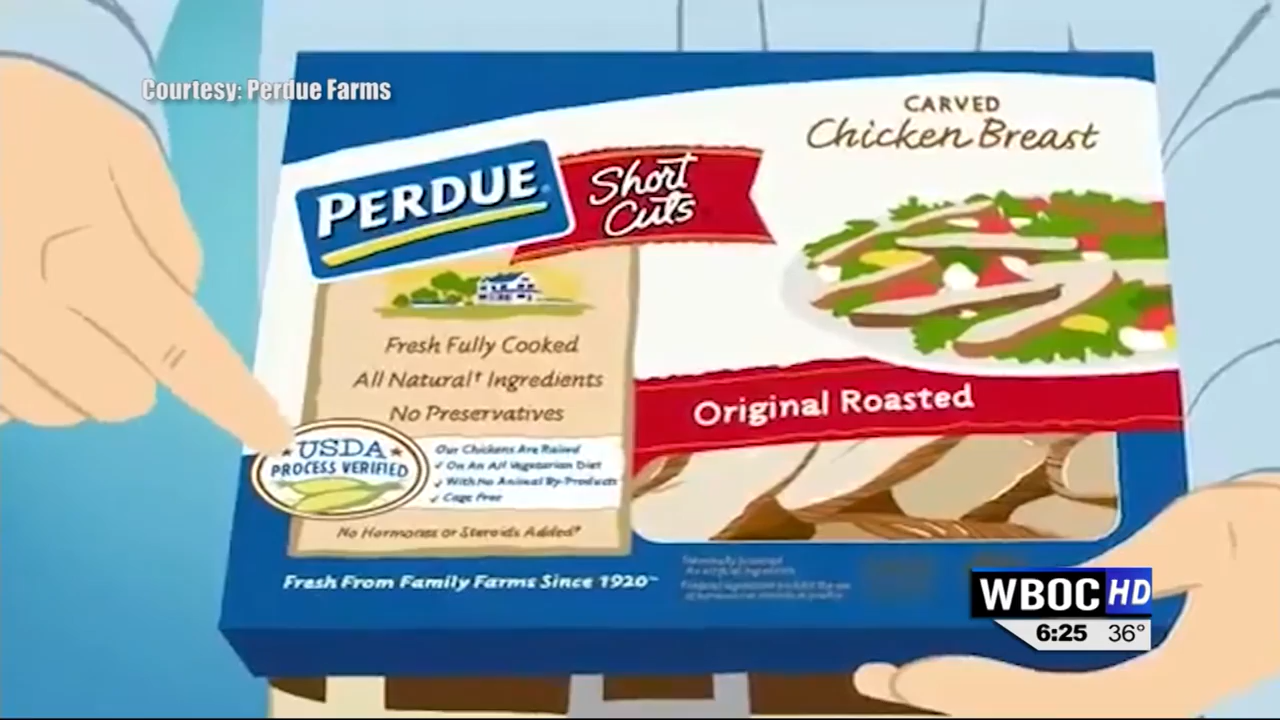 Courtesy: Perdue Farms
CARVED
Chicken Breast
PERDUE®
Short
Cuts
Fresh Fully Cooked
All Natural† Ingredients
No Preservatives
USDA
PROCESS VERIFIED
Our Chickens Are Raised
✓ On An All Vegetarian Diet
✓ With No Animal By-Products
✓ Cage Free
No Hormones or Steroids Added*
Fresh From Family Farms Since 1920™
Original Roasted
WBOC HD
6:25 36°